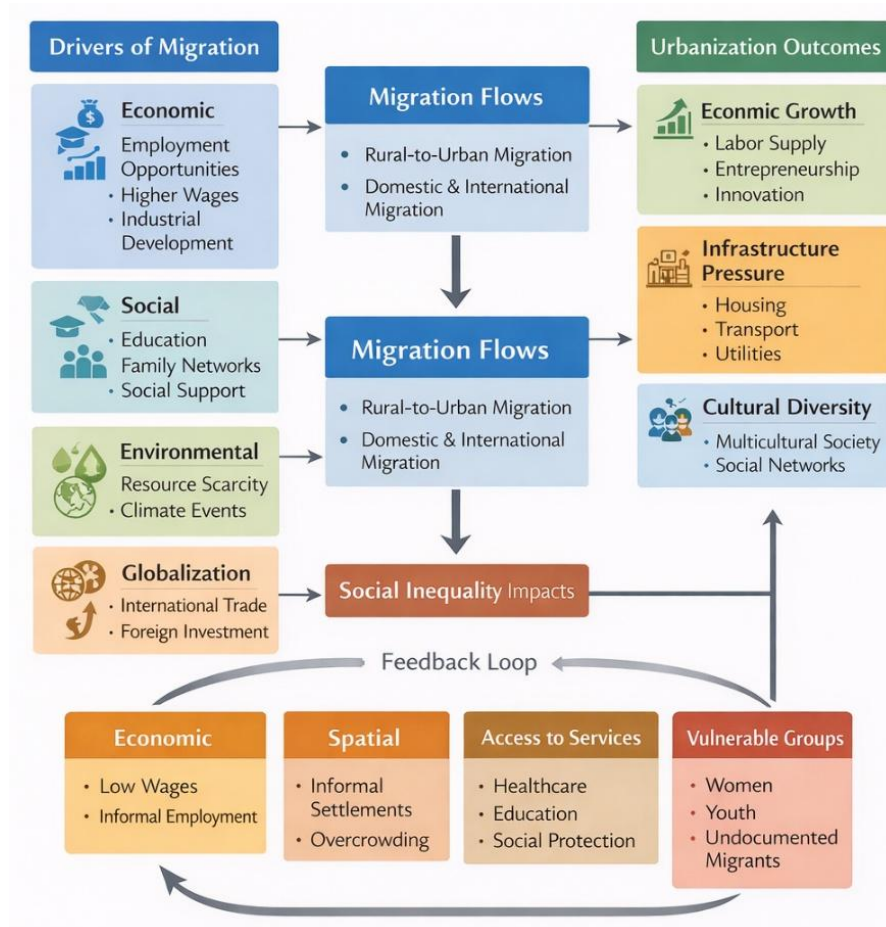 Drivers of Migration
Economic
Employment
Opportunities
• Higher Wages
• Industrial
Development
Social
• Education
Family Networks
• Social Support
Environmental
Resource Scarcity
• Climate Events
Globalization
• International Trade
• Foreign Investment
Migration Flows
• Rural-to-Urban Migration
• Domestic & International
Migration
Migration Flows
• Rural-to-Urban Migration
• Domestic & International
Migration
Social Inequality Impacts
Urbanization Outcomes
Econmic Growth
• Labor Supply
• Entrepreneurship
• Innovation
Infrastructure
Pressure
• Housing
• Transport
• Utilities
Cultural Diversity
• Multicultural Society
• Social Networks
Feedback Loop
Economic
• Low Wages
• Informal Employment
Spatial
• Informal
Settlements
• Overcrowding
Access to Services
• Healthcare
• Education
• Social Protection
Vulnerable Groups
• Women
• Youth
• Undocumented
Migrants